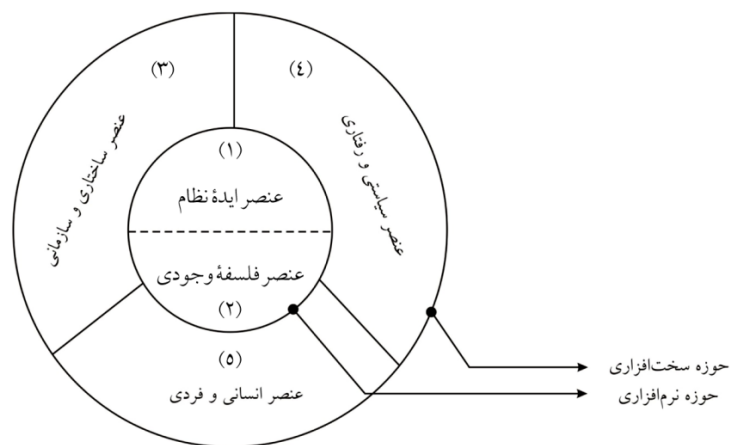 (۳)
(٤)
عنصر ساختاری و سازمانی
عنصر سیاستی و رفتاری
(۱)
عنصر ایدهٔ نظام
عنصر فلسفهٔ وجودی
(۲)
(۵)
عنصر انسانی و فردی
حوزه سخت‌افزاری
حوزه نرم‌افزاری